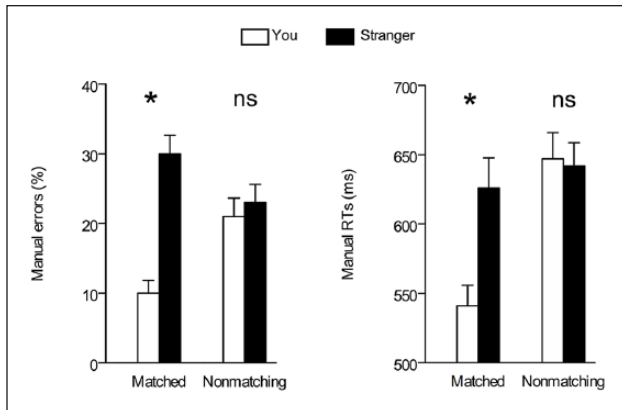 You Stranger
Manual errors (%)
40
30
20
10
0
* ns
Matched Nonmatching
Manual RTs (ms)
700
650
600
550
500
* ns
Matched Nonmatching